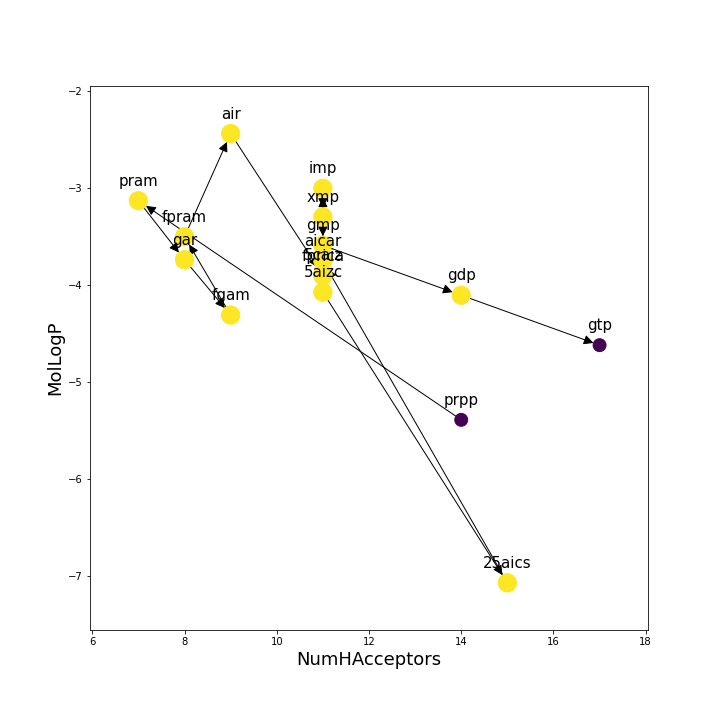 −2
−3
−4
−5
−6
−7
6
8
10
12
14
16
18
MolLogP
NumHAcceptors
air
pram
imp
xmp
fpram
gmp
gar
aicar
5aizc
gdp
fgam
gtp
prpp
25aics